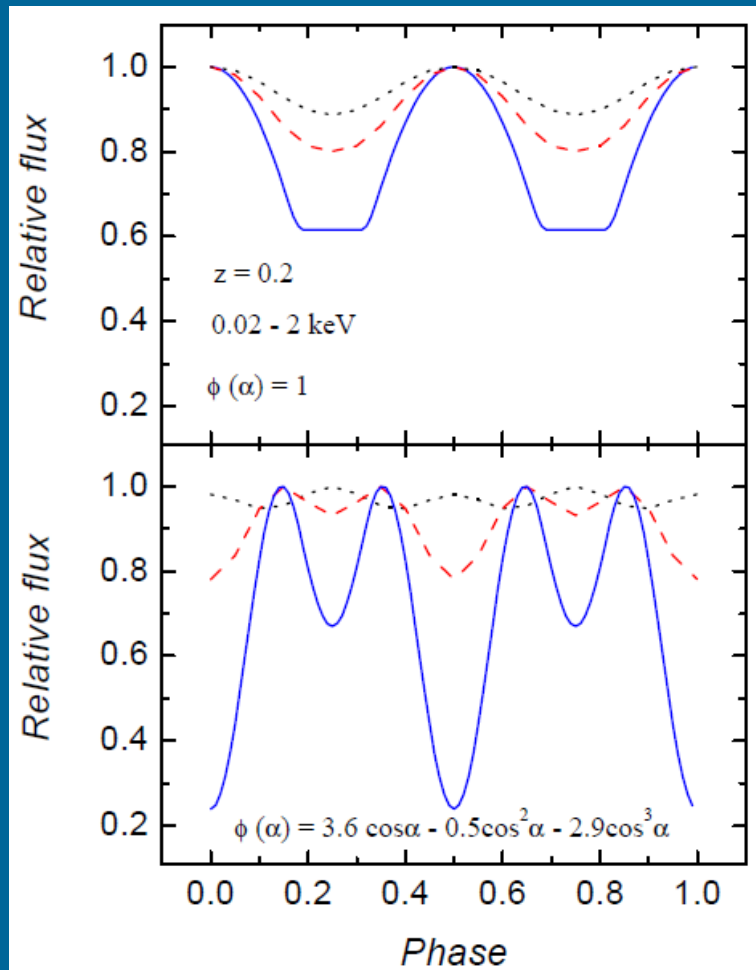 Relative flux
1.0
0.8
0.6
0.4
0.2
z = 0.2
0.02 - 2 keV
ϕ (α) = 1
Relative flux
1.0
0.8
0.6
0.4
0.2
ϕ (α) = 3.6 cosα - 0.5cos²α - 2.9cos³α
0.0 0.2 0.4 0.6 0.8 1.0
Phase